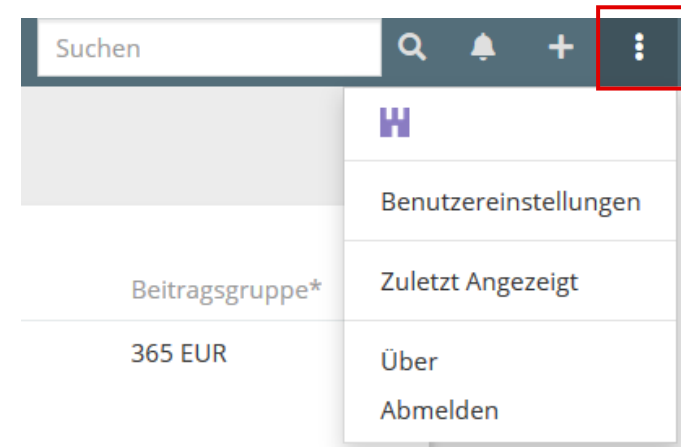 Suchen
Benutzereinstellungen
Zuletzt Angezeigt
Beitragsgruppe*
365 EUR
Über
Abmelden